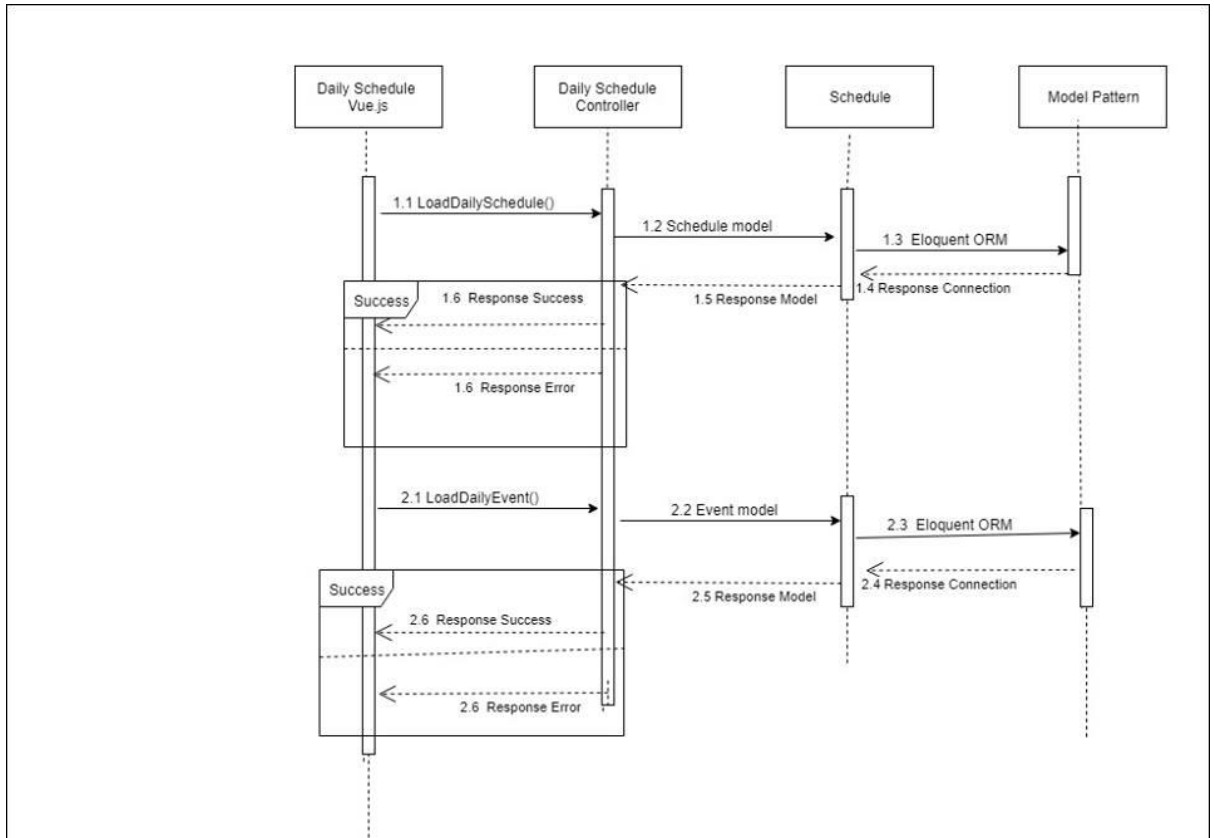 Daily Schedule
Vue.js
Daily Schedule
Controller
Schedule
Model Pattern
1.1 LoadDailySchedule()
1.2 Schedule model
1.3 Eloquent ORM
1.4 Response Connection
1.5 Response Model
Success
1.6 Response Success
1.6 Response Error
2.1 LoadDailyEvent()
2.2 Event model
2.3 Eloquent ORM
2.4 Response Connection
2.5 Response Model
Success
2.6 Response Success
2.6 Response Error